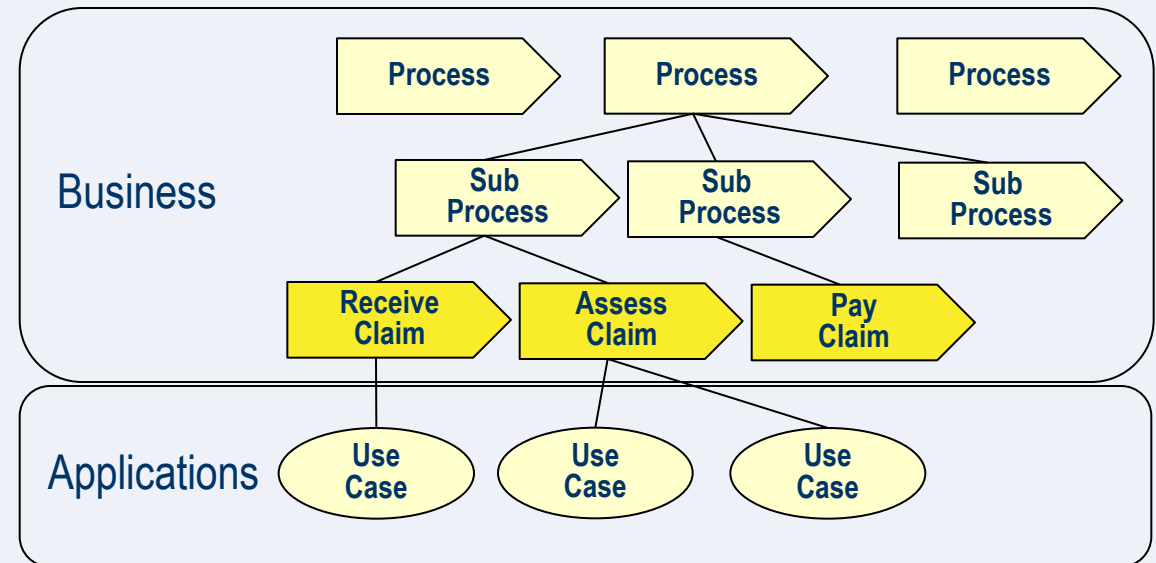 Process
Process
Process
Business
Sub
Process
Sub
Process
Sub
Process
Receive
Claim
Assess
Claim
Pay
Claim
Applications
Use
Case
Use
Case
Use
Case